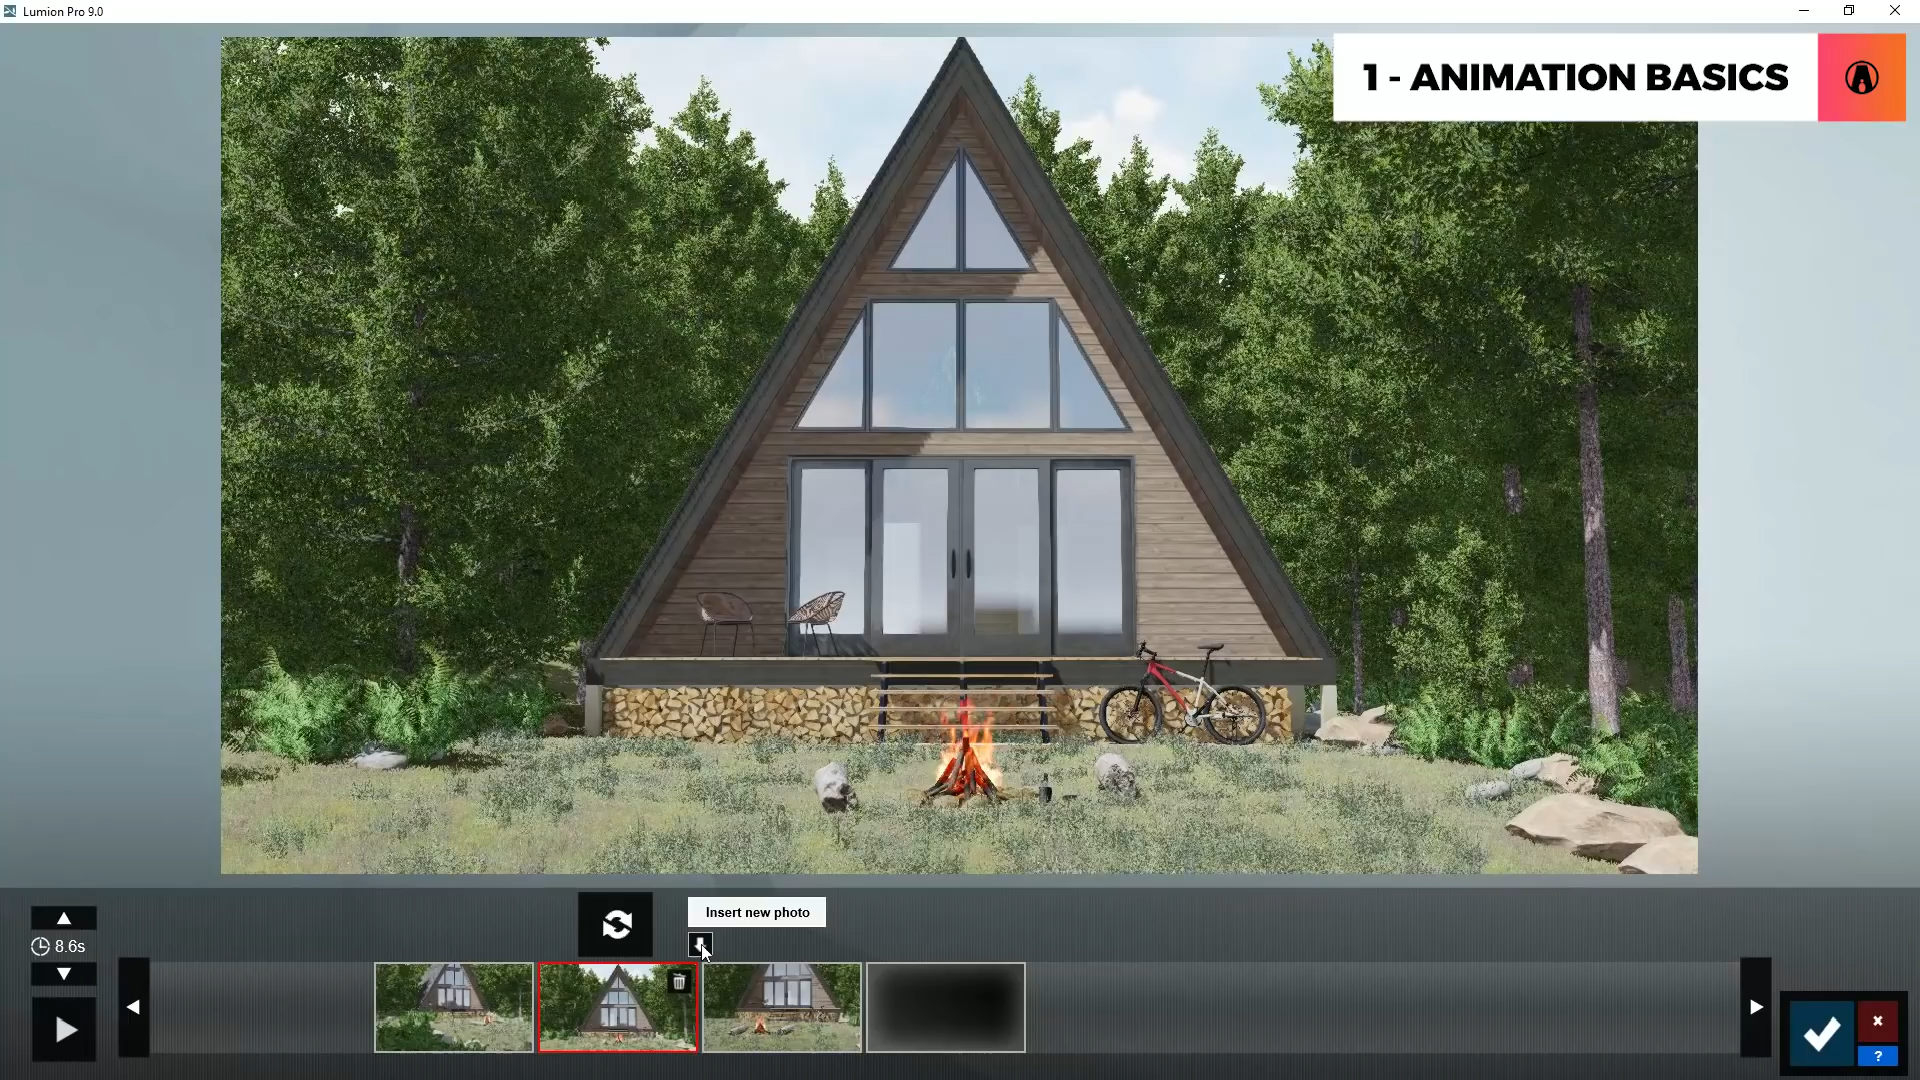 Lumion Pro 9.0
1 - ANIMATION BASICS
Insert new photo
8.6s
?